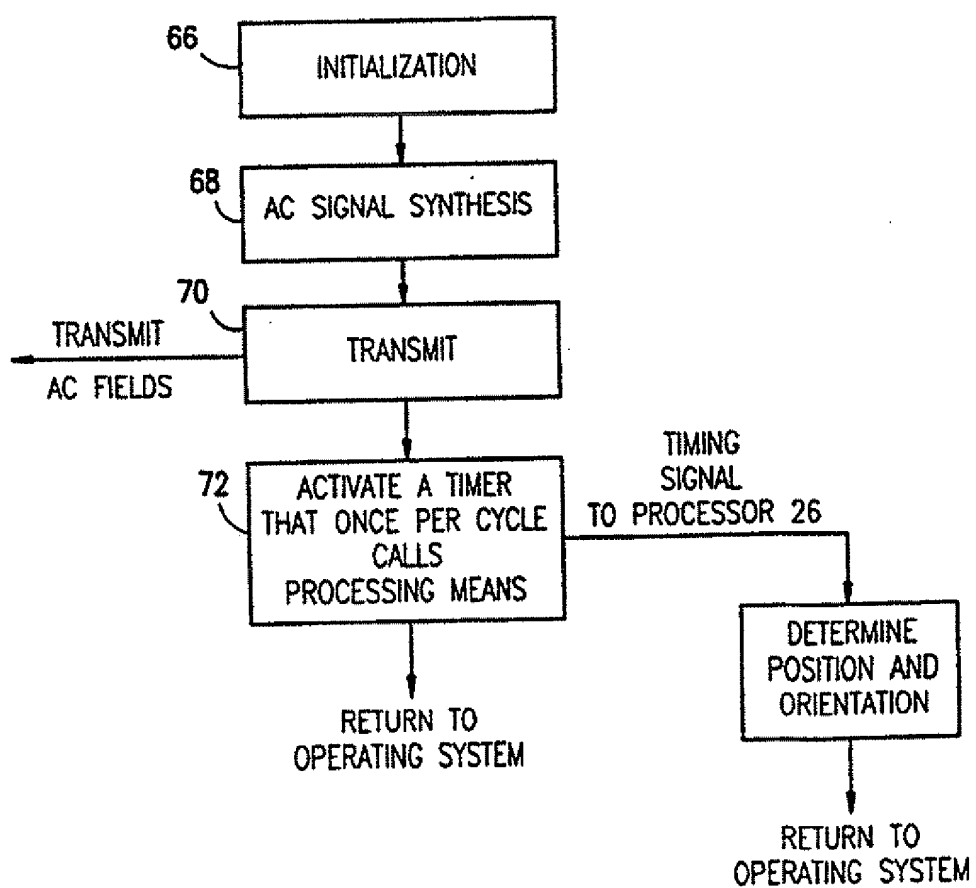 66
INITIALIZATION
68
AC SIGNAL SYNTHESIS
70
TRANSMIT
AC FIELDS
TRANSMIT
72
ACTIVATE A TIMER
THAT ONCE PER CYCLE
CALLS
PROCESSING MEANS
TIMING
SIGNAL
TO PROCESSOR 26
DETERMINE
POSITION AND
ORIENTATION
RETURN TO
OPERATING SYSTEM
RETURN TO
OPERATING SYSTEM